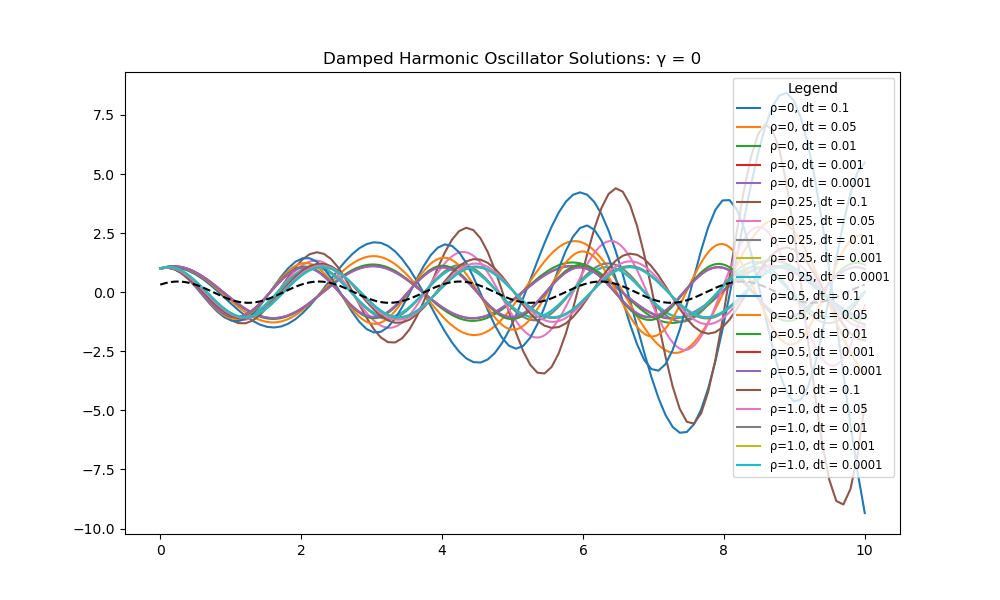 Damped Harmonic Oscillator Solutions: γ = 0
Legend
ρ=0, dt = 0.1
ρ=0, dt = 0.05
ρ=0, dt = 0.01
ρ=0, dt = 0.001
ρ=0, dt = 0.0001
ρ=0.25, dt = 0.1
ρ=0.25, dt = 0.05
ρ=0.25, dt = 0.01
ρ=0.25, dt = 0.001
ρ=0.25, dt = 0.0001
ρ=0.5, dt = 0.1
ρ=0.5, dt = 0.05
ρ=0.5, dt = 0.01
ρ=0.5, dt = 0.001
ρ=0.5, dt = 0.0001
ρ=1.0, dt = 0.1
ρ=1.0, dt = 0.05
ρ=1.0, dt = 0.01
ρ=1.0, dt = 0.001
ρ=1.0, dt = 0.0001
7.5
5.0
2.5
0.0
−2.5
−5.0
−7.5
−10.0
0 2 4 6 8 10